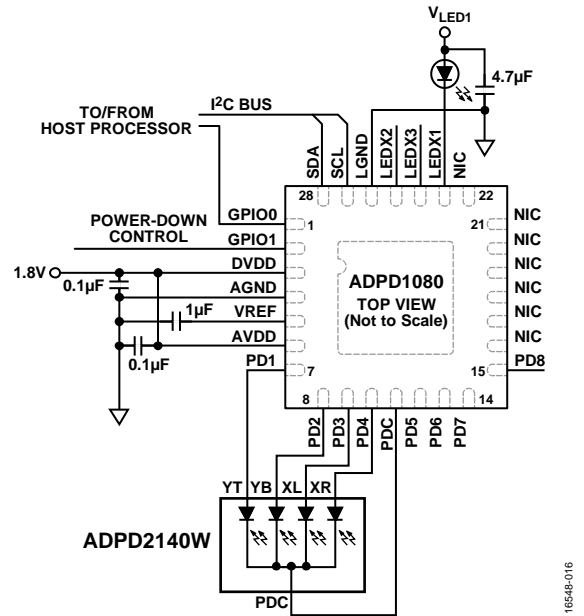 VLED1
4.7µF
I2C BUS
TO/FROM
HOST PROCESSOR
SDA
SCL
LGND
LEDX2
LEDX3
LEDX1
NIC
28
22
GPIO0
1
21
NIC
POWER-DOWN
CONTROL
GPIO1
NIC
1.8V
DVDD
NIC
0.1µF
AGND
ADPD1080
TOP VIEW
(Not to Scale)
NIC
1µF
VREF
NIC
AVDD
NIC
0.1µF
PD1
7
15
PD8
8
14
PD2
PD3
PD4
PDC
PD5
PD6
PD7
YT
YB
XL
XR
ADPD2140W
PDC
16548-016